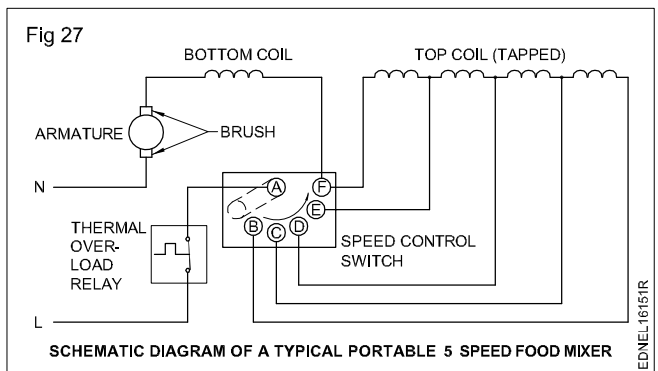 Fig 27
BOTTOM COIL
TOP COIL (TAPPED)
ARMATURE
BRUSH
N
A
F
E
B
C
D
THERMAL
OVER-
LOAD
RELAY
SPEED CONTROL
SWITCH
L
SCHEMATIC DIAGRAM OF A TYPICAL PORTABLE 5 SPEED FOOD MIXER
EDNEL16151R